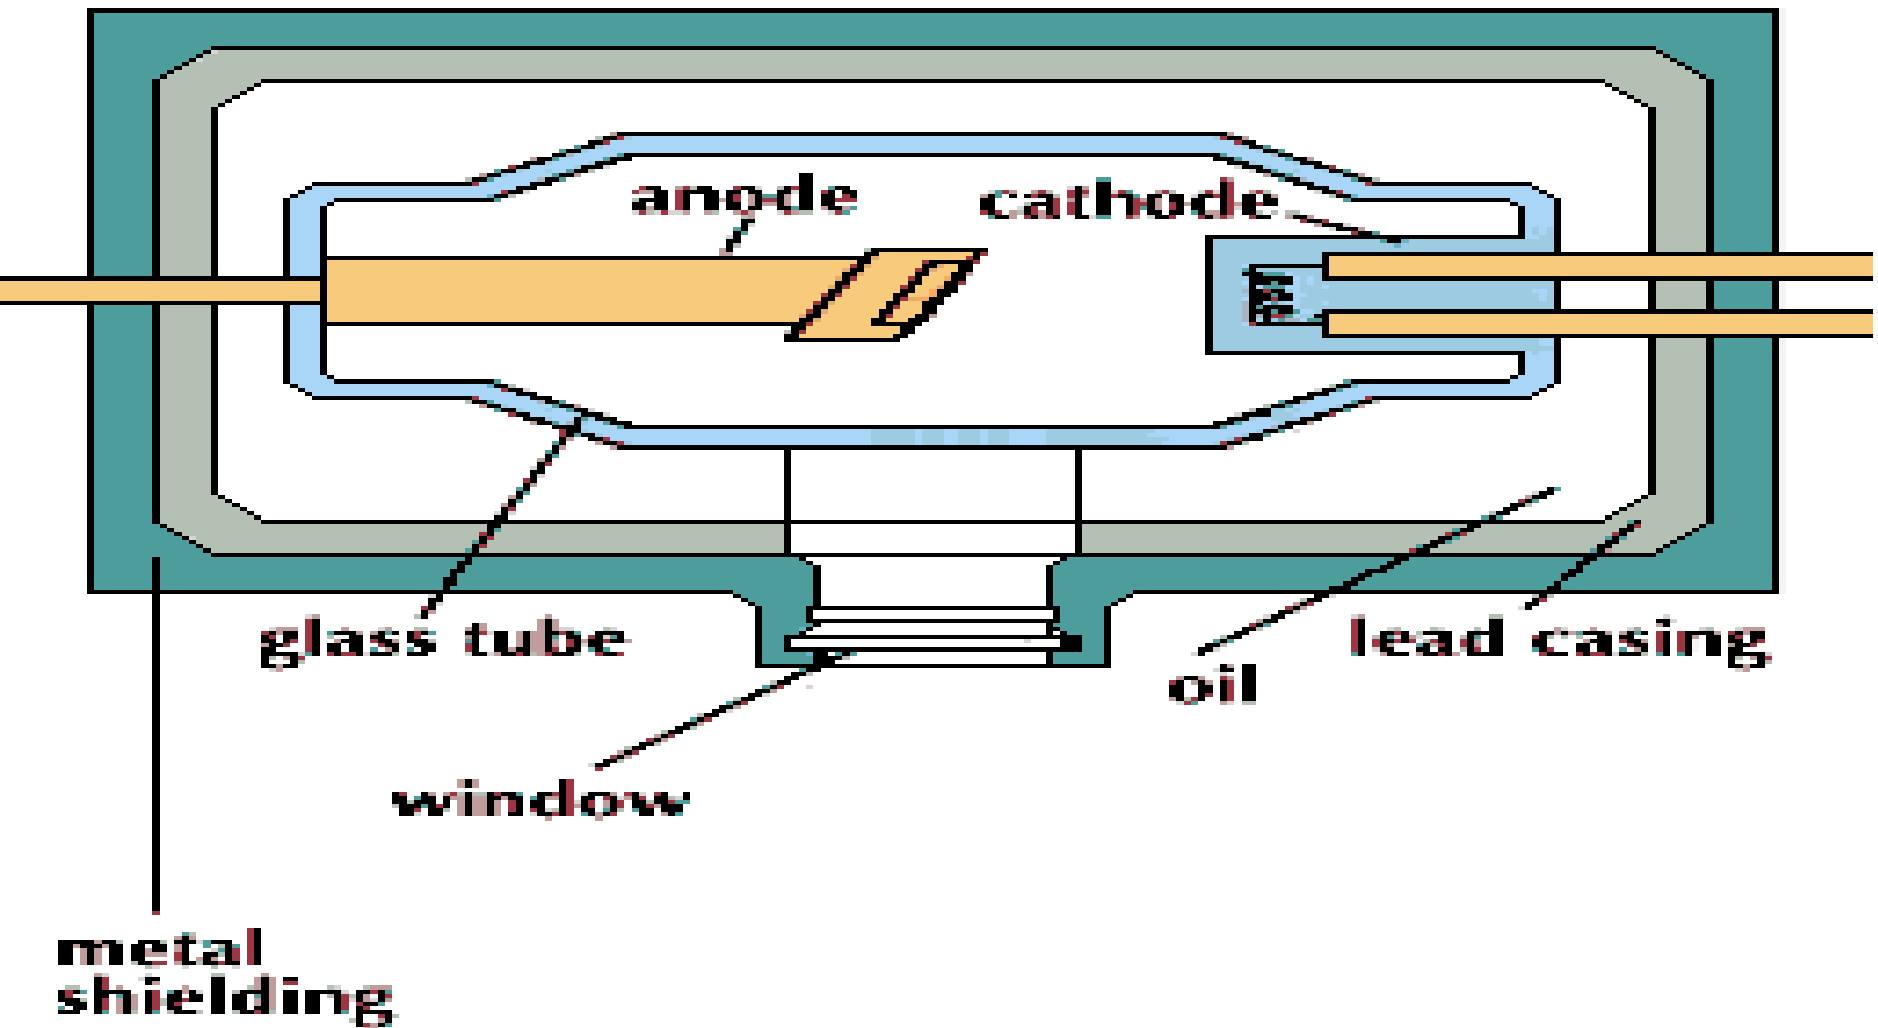 anode
cathode
glass tube
lead casing
oil
window
metal
shielding